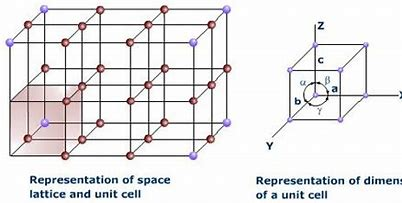 Z
c
α
β
a
b
γ
X
Y
Representation of space
lattice and unit cell
Representation of dimens
of a unit cell